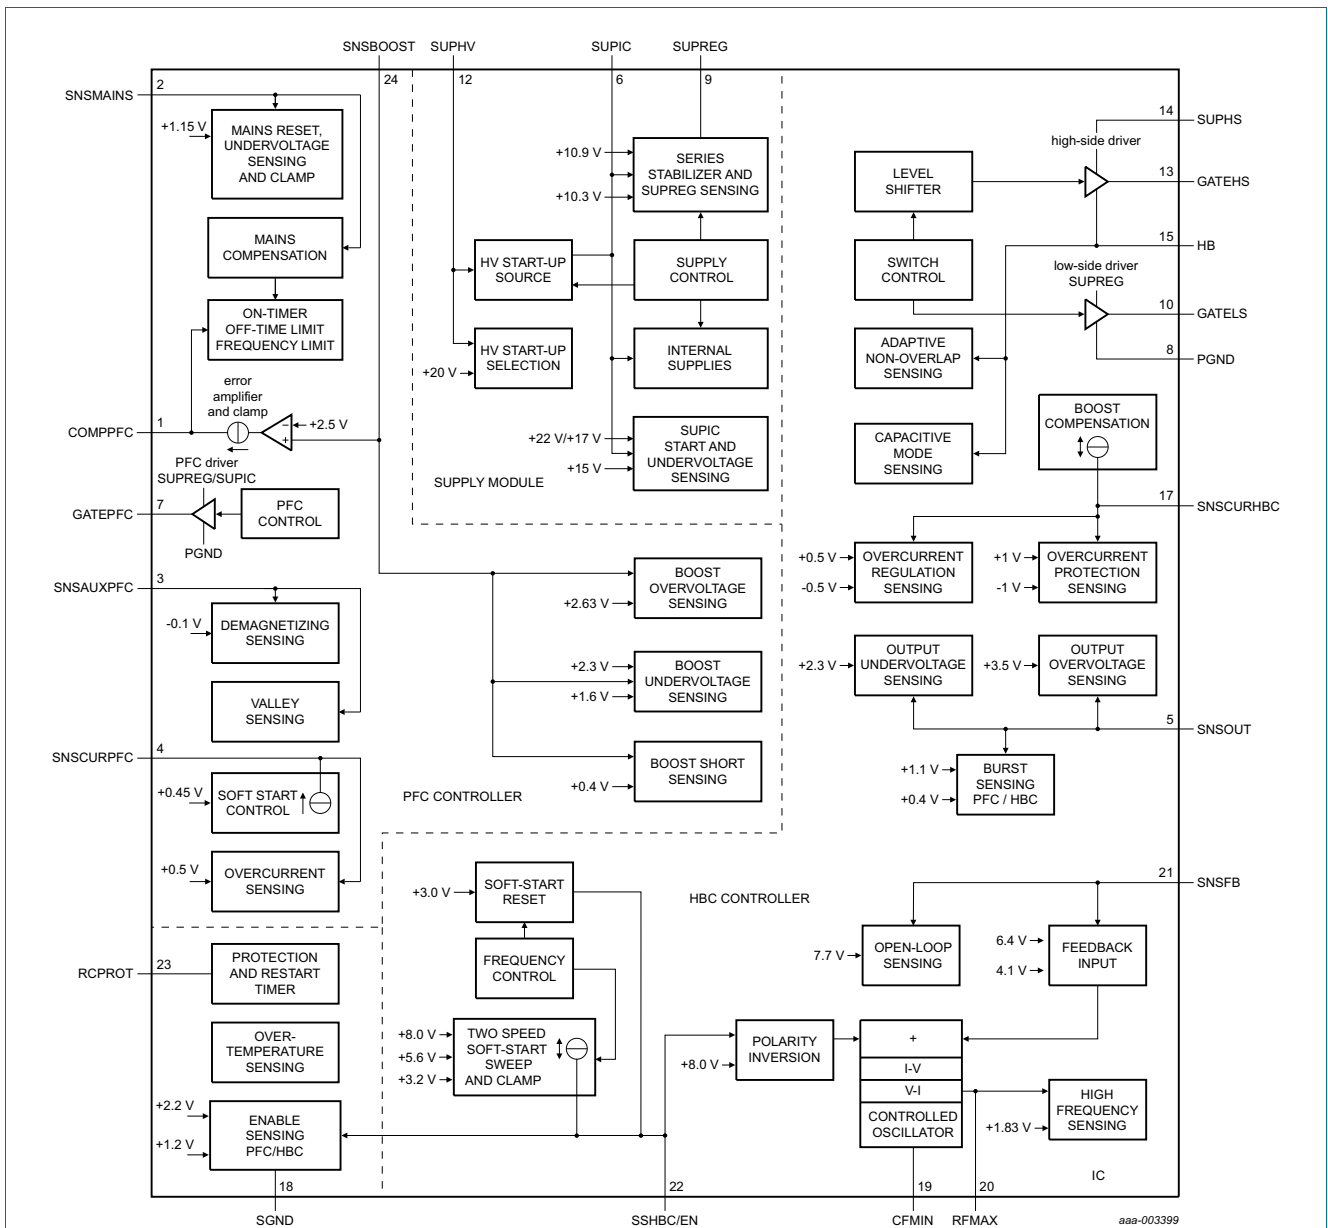 SNSBOOST SUPHV SUPIC SUPREG
24 12 6 9
2
SNSMAINS
+1.15 V
MAINS RESET,
UNDERVOLTAGE
SENSING
AND CLAMP
MAINS
COMPENSATION
ON-TIMER
OFF-TIME LIMIT
FREQUENCY LIMIT
error
amplifier
and clamp
+2.5 V
−
+
1
COMPPFC
PFC driver
SUPREG/SUPIC
7
GATEPFC
PFC
CONTROL
PGND
3
SNSAUXPFC
-0.1 V
DEMAGNETIZING
SENSING
VALLEY
SENSING
4
SNSCURPFC
+0.45 V
SOFT START
CONTROL
+0.5 V
OVERCURRENT
SENSING
+10.9 V
+10.3 V
SERIES
STABILIZER AND
SUPREG SENSING
HV START-UP
SOURCE
SUPPLY
CONTROL
+20 V
HV START-UP
SELECTION
INTERNAL
SUPPLIES
+22 V/+17 V
+15 V
SUPIC
START AND
UNDERVOLTAGE
SENSING
SUPPLY MODULE
BOOST
OVERVOLTAGE
SENSING
+2.63 V
+2.3 V
+1.6 V
BOOST
UNDERVOLTAGE
SENSING
BOOST SHORT
SENSING
+0.4 V
PFC CONTROLLER
14
SUPHS
high-side driver
LEVEL
SHIFTER
13
GATEHS
15
HB
SWITCH
CONTROL
low-side driver
SUPREG
10
GATELS
8
PGND
ADAPTIVE
NON-OVERLAP
SENSING
CAPACITIVE
MODE
SENSING
BOOST
COMPENSATION
17
SNSCURHBC
+0.5 V
-0.5 V
OVERCURRENT
REGULATION
SENSING
+1 V
-1 V
OVERCURRENT
PROTECTION
SENSING
+2.3 V
OUTPUT
UNDERVOLTAGE
SENSING
+3.5 V
OUTPUT
OVERVOLTAGE
SENSING
5
SNSOUT
+1.1 V
+0.4 V
BURST
SENSING
PFC / HBC
HBC CONTROLLER
21
SNSFB
7.7 V
OPEN-LOOP
SENSING
6.4 V
4.1 V
FEEDBACK
INPUT
23
RCPROT
PROTECTION
AND RESTART
TIMER
OVER-
TEMPERATURE
SENSING
+2.2 V
+1.2 V
ENABLE
SENSING
PFC/HBC
+3.0 V
SOFT-START
RESET
FREQUENCY
CONTROL
+8.0 V
+5.6 V
+3.2 V
TWO SPEED
SOFT-START
SWEEP
AND CLAMP
POLARITY
INVERSION
+8.0 V
+
I-V
V-I
CONTROLLED
OSCILLATOR
HIGH
FREQUENCY
SENSING
+1.83 V
IC
18 22 19 20
SGND SSHBC/EN CFMIN RFMAX
aaa-003399